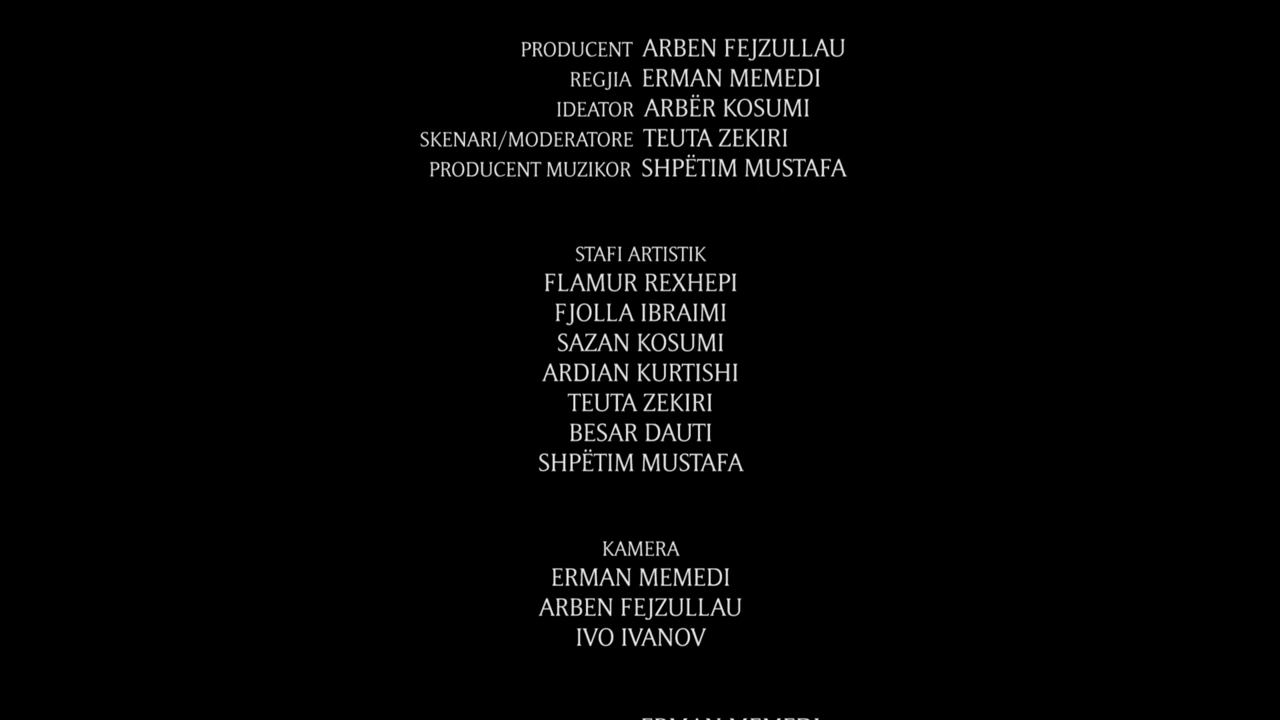 PRODUCENT ARBEN FEJZULLAU
REGJIA ERMAN MEMEDI
IDEATOR ARBËR KOSUMI
SKENARI/MODERATORE TEUTA ZEKIRI
PRODUCENT MUZIKOR SHPËTIM MUSTAFA
STAFI ARTISTIK
FLAMUR REXHEPI
FJOLLA IBRAIMI
SAZAN KOSUMI
ARDIAN KURTISHI
TEUTA ZEKIRI
BESAR DAUTI
SHPËTIM MUSTAFA
KAMERA
ERMAN MEMEDI
ARBEN FEJZULLAU
IVO IVANOV